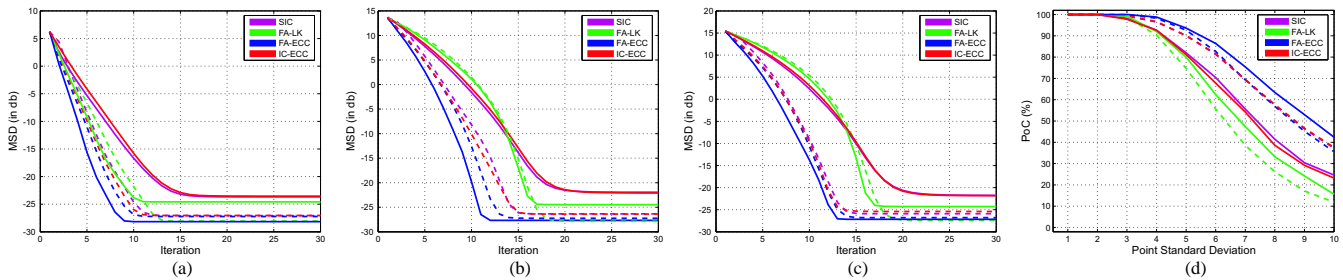 10
5
0
-5
-10
-15
-20
-25
-30
MSD (in db)
0 5 10 15 20 25 30
Iteration
SIC
FA-LK
FA-ECC
IC-ECC
(a)
15
10
5
0
-5
-10
-15
-20
-25
-30
MSD (in db)
0 5 10 15 20 25 30
Iteration
SIC
FA-LK
FA-ECC
IC-ECC
(b)
20
15
10
5
0
-5
-10
-15
-20
-25
-30
MSD (in db)
0 5 10 15 20 25 30
Iteration
SIC
FA-LK
FA-ECC
IC-ECC
(c)
100
90
80
70
60
50
40
30
20
10
0
PoC (%)
1 2 3 4 5 6 7 8 9 10
Point Standard Deviation
SIC
FA-LK
FA-ECC
IC-ECC
(d)